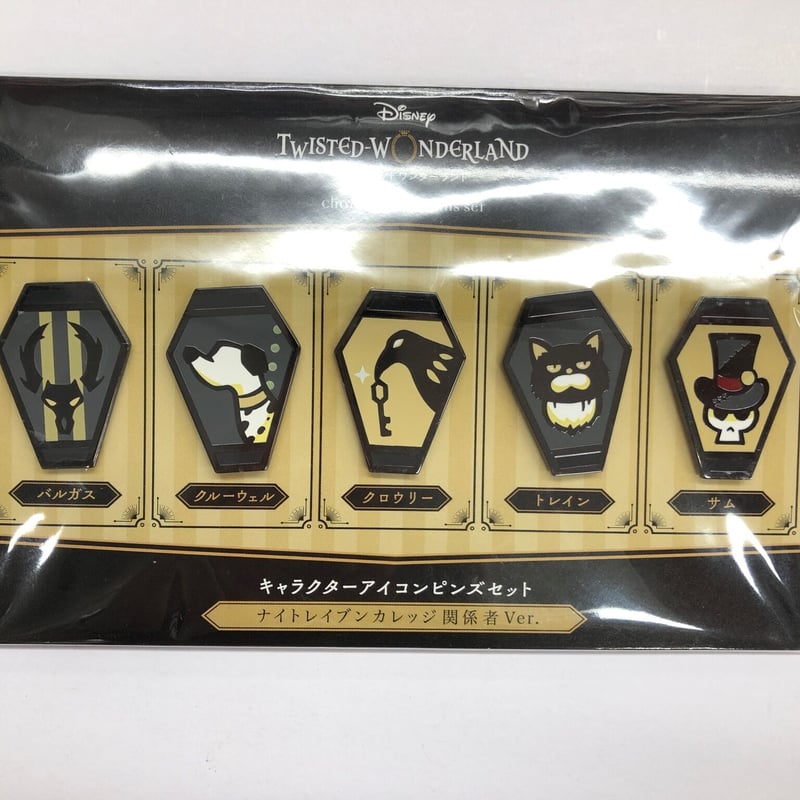 Disney
TWISTED-WONDERLAND
set
バルガス
クルーウェル
クロウリー
トレイン
サム
キャラクターアイコンピンズセット
ナイトレイブンカレッジ関係者Ver.